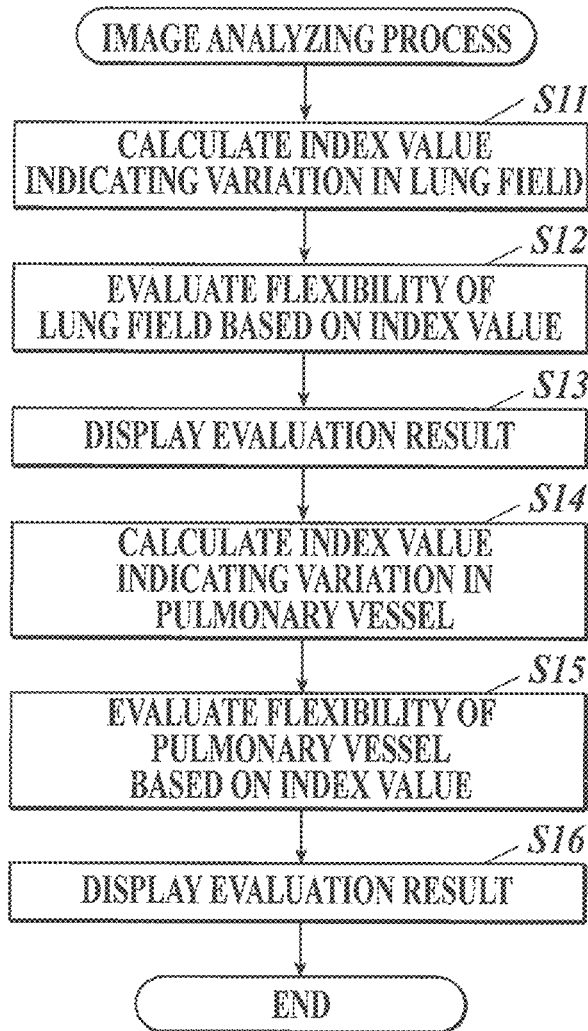 IMAGE ANALYZING PROCESS
S11
CALCULATE INDEX VALUE
INDICATING VARIATION IN LUNG FIELD
S12
EVALUATE FLEXIBILITY OF
LUNG FIELD BASED ON INDEX VALUE
S13
DISPLAY EVALUATION RESULT
S14
CALCULATE INDEX VALUE
INDICATING VARIATION IN
PULMONARY VESSEL
S15
EVALUATE FLEXIBILITY OF
PULMONARY VESSEL
BASED ON INDEX VALUE
S16
DISPLAY EVALUATION RESULT
END